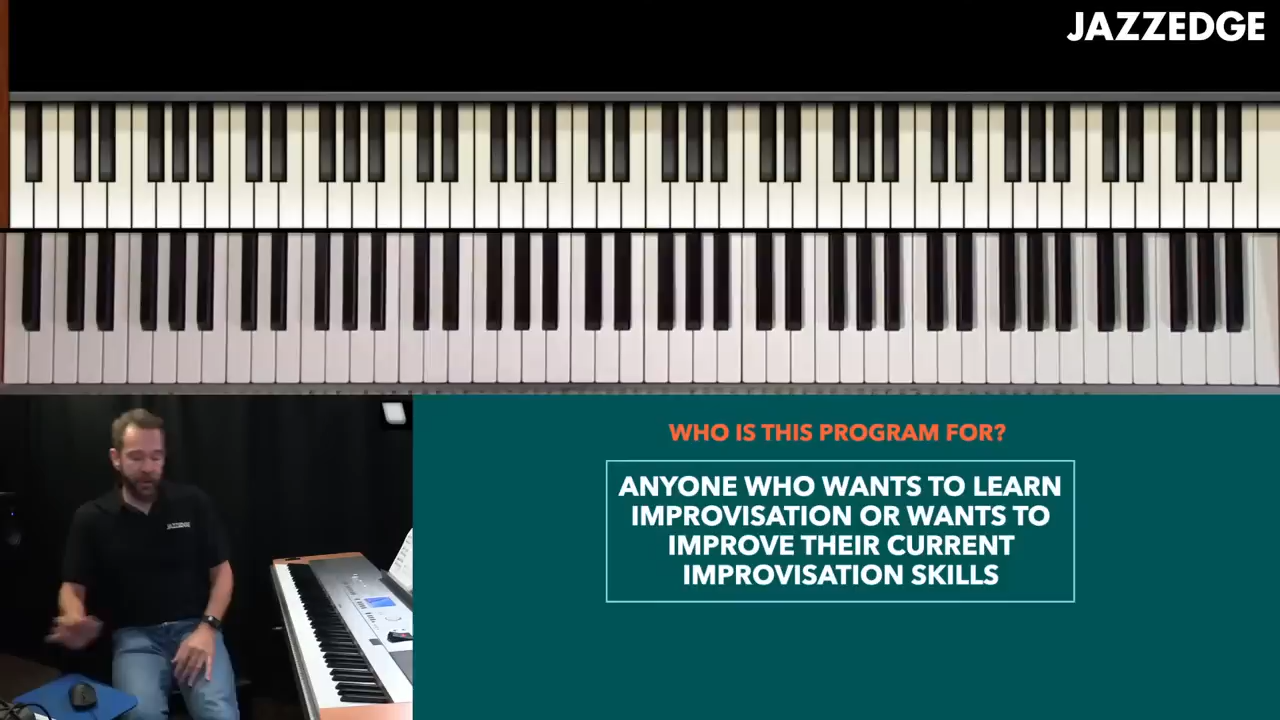 JAZZEDGE
WHO IS THIS PROGRAM FOR?
ANYONE WHO WANTS TO LEARN
IMPROVISATION OR WANTS TO
IMPROVE THEIR CURRENT
IMPROVISATION SKILLS